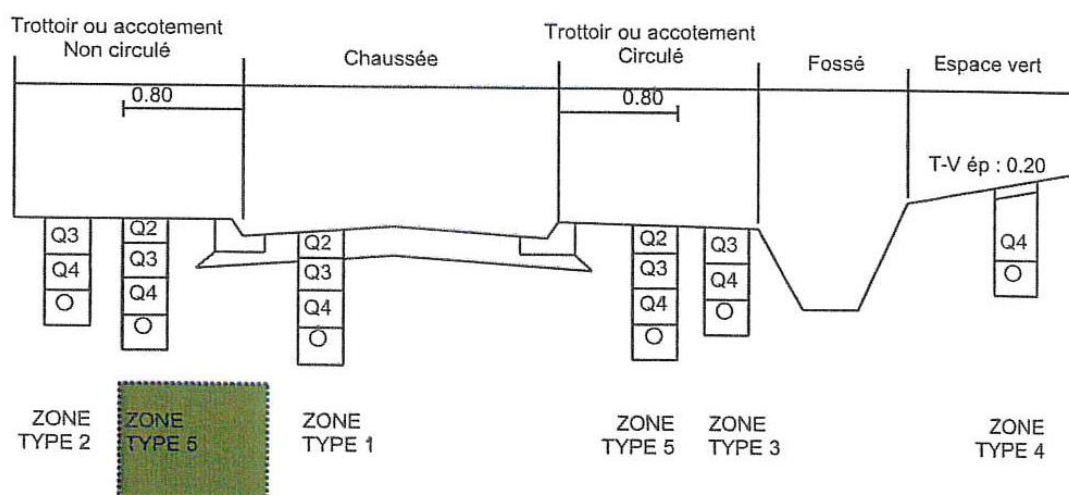 Trottoir ou accotement
Non circulé
Chaussée
Trottoir ou accotement
Circulé
Fossé
Espace vert
0.80
0.80
T-V ép : 0.20
Q3
Q4
Q2
Q3
Q4
Q2
Q3
Q4
Q2
Q3
Q4
Q3
Q4
Q4
ZONE
TYPE 2
ZONE
TYPE 5
ZONE
TYPE 1
ZONE
TYPE 5
ZONE
TYPE 3
ZONE
TYPE 4